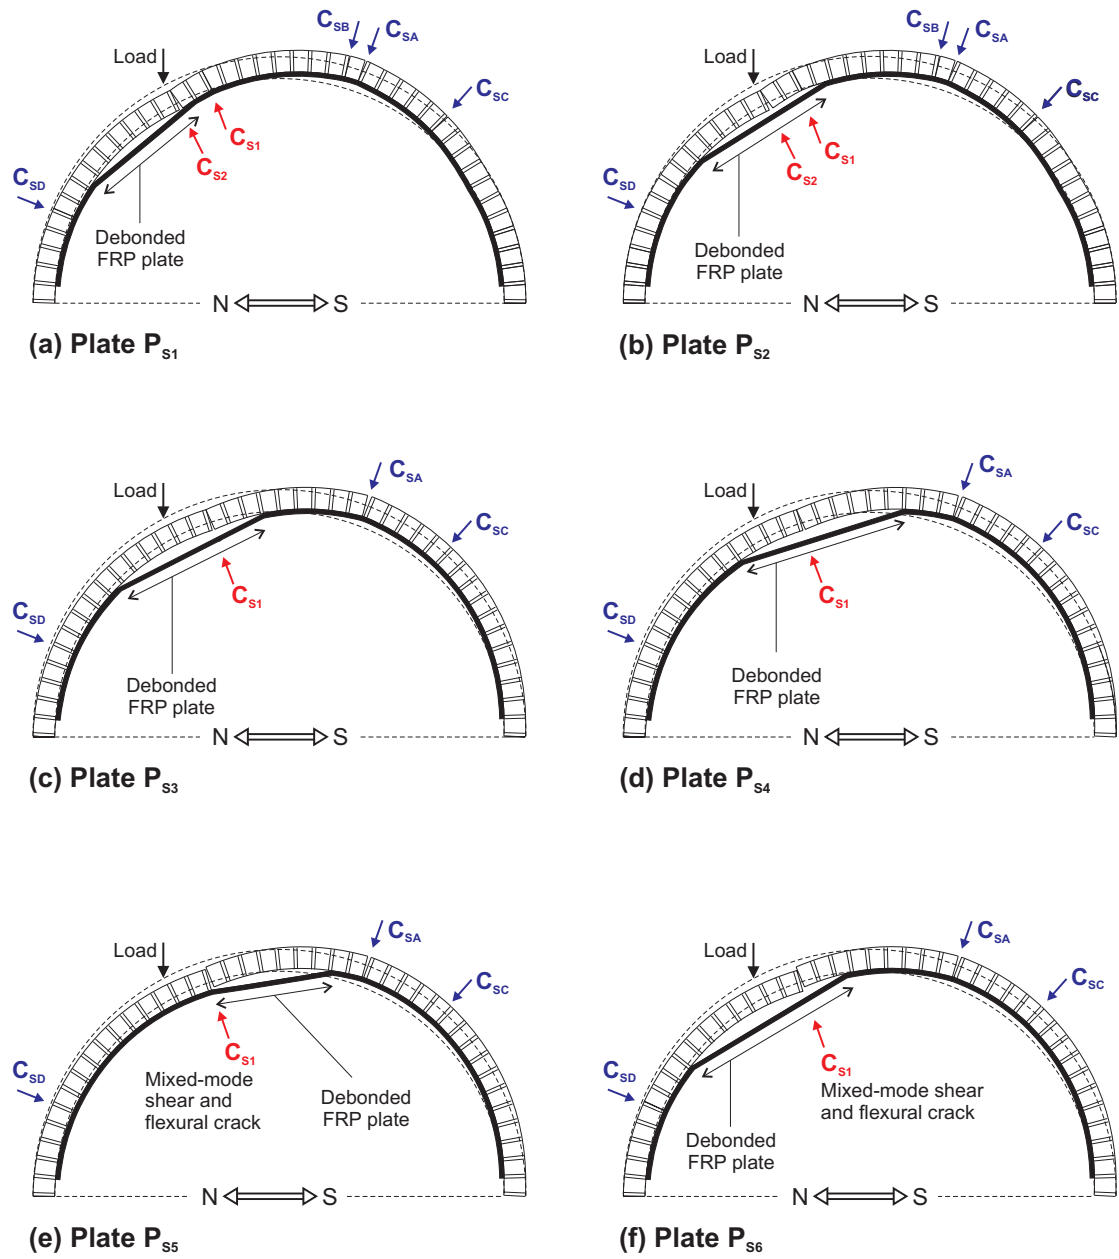 C_SB C_SA
Load
C_SC
C_S1
C_S2
C_SD
Debonded
FRP plate
N S
(a) Plate P_S1
C_SB C_SA
Load
C_SC
C_S1
C_S2
C_SD
Debonded
FRP plate
N S
(b) Plate P_S2
C_SA
Load
C_SC
C_S1
C_SD
Debonded
FRP plate
N S
(c) Plate P_S3
C_SA
Load
C_SC
C_S1
C_SD
Debonded
FRP plate
N S
(d) Plate P_S4
C_SA
Load
C_SC
C_S1
C_SD
Mixed-mode
shear and
flexural crack
Debonded
FRP plate
N S
(e) Plate P_S5
C_SA
Load
C_SC
C_S1
C_SD
Mixed-mode shear
and flexural crack
Debonded
FRP plate
N S
(f) Plate P_S6